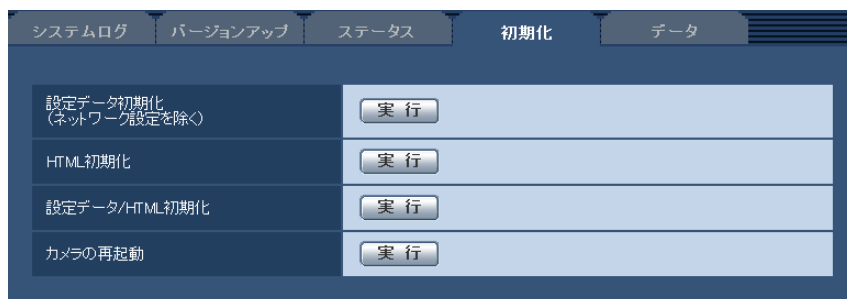 システムログ バージョンアップ ステータス 初期化 データ
設定データ初期化
(ネットワーク設定を除く)
実行
HTML初期化 実行
設定データ/HTML初期化 実行
カメラの再起動 実行